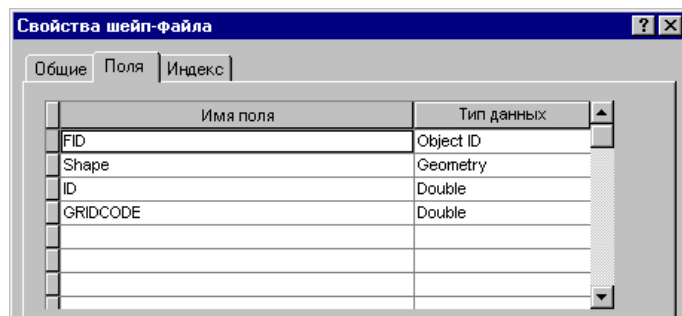 Свойства шейп-файла
Общие Поля Индекс
Имя поля Тип данных
FID Object ID
Shape Geometry
ID Double
GRIDCODE Double